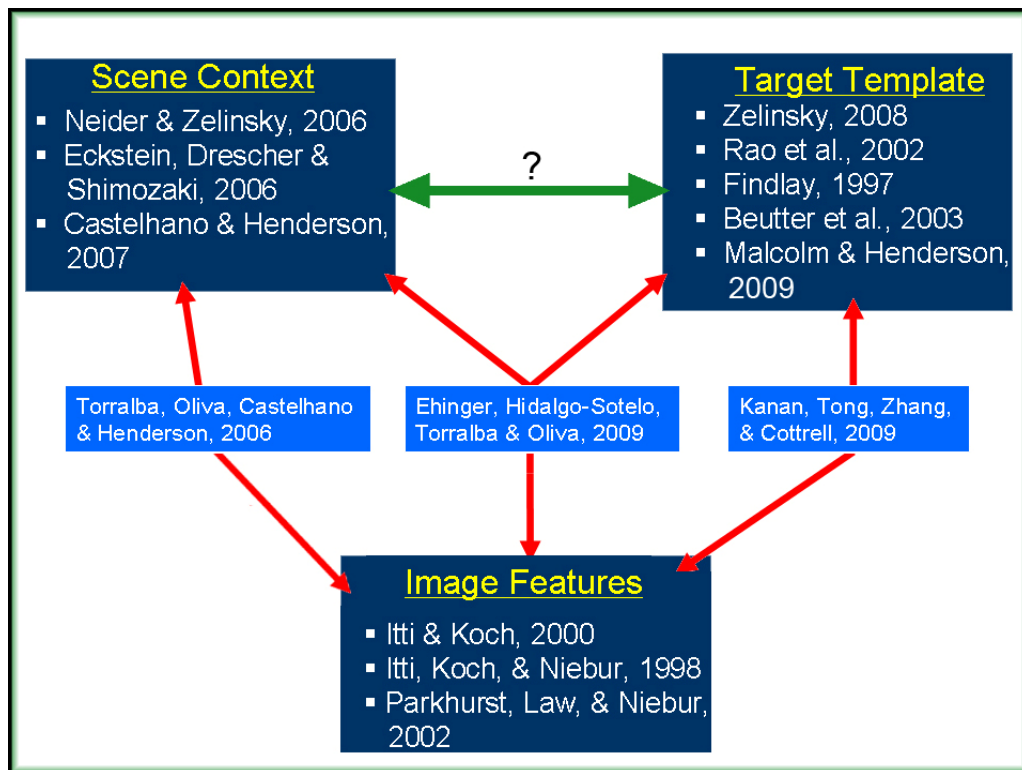 Scene Context
▪ Neider & Zelinsky, 2006
▪ Eckstein, Drescher &
Shimozaki, 2006
▪ Castelhano & Henderson,
2007
?
Target Template
▪ Zelinsky, 2008
▪ Rao et al., 2002
▪ Findlay, 1997
▪ Beutter et al., 2003
▪ Malcolm & Henderson,
2009
Torralba, Oliva, Castelhano
& Henderson, 2006
Ehinger, Hidalgo-Sotelo,
Torralba & Oliva, 2009
Kanan, Tong, Zhang,
& Cottrell, 2009
Image Features
▪ Itti & Koch, 2000
▪ Itti, Koch, & Niebur, 1998
▪ Parkhurst, Law, & Niebur,
2002